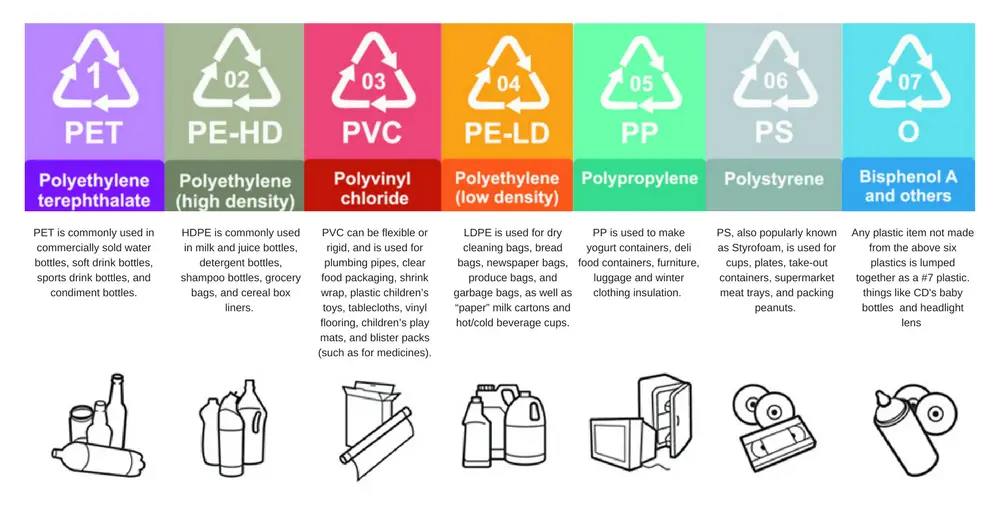 1
PET
Polyethylene
terephthalate
PET is commonly used in
commercially sold water
bottles, soft drink bottles,
sports drink bottles, and
condiment bottles.
02
PE-HD
Polyethylene
(high density)
HDPE is commonly used
in milk and juice bottles,
detergent bottles,
shampoo bottles, grocery
bags, and cereal box
liners.
03
PVC
Polyvinyl
chloride
PVC can be flexible or
rigid, and is used for
plumbing pipes, clear
food packaging, shrink
wrap, plastic children's
toys, tablecloths, vinyl
flooring, children's play
mats, and blister packs
(such as for medicines).
04
PE-LD
Polyethylene
(low density)
LDPE is used for dry
cleaning bags, bread
bags, newspaper bags,
produce bags, and
garbage bags, as well as
“paper” milk cartons and
hot/cold beverage cups.
05
PP
Polypropylene
PP is used to make
yogurt containers, deli
food containers, furniture,
luggage and winter
clothing insulation.
06
PS
Polystyrene
PS, also popularly known
as Styrofoam, is used for
cups, plates, take-out
containers, supermarket
meat trays, and packing
peanuts.
07
O
Bisphenol A
and others
Any plastic item not made
from the above six
plastics is lumped
together as a #7 plastic.
things like CD's baby
bottles and headlight
lens